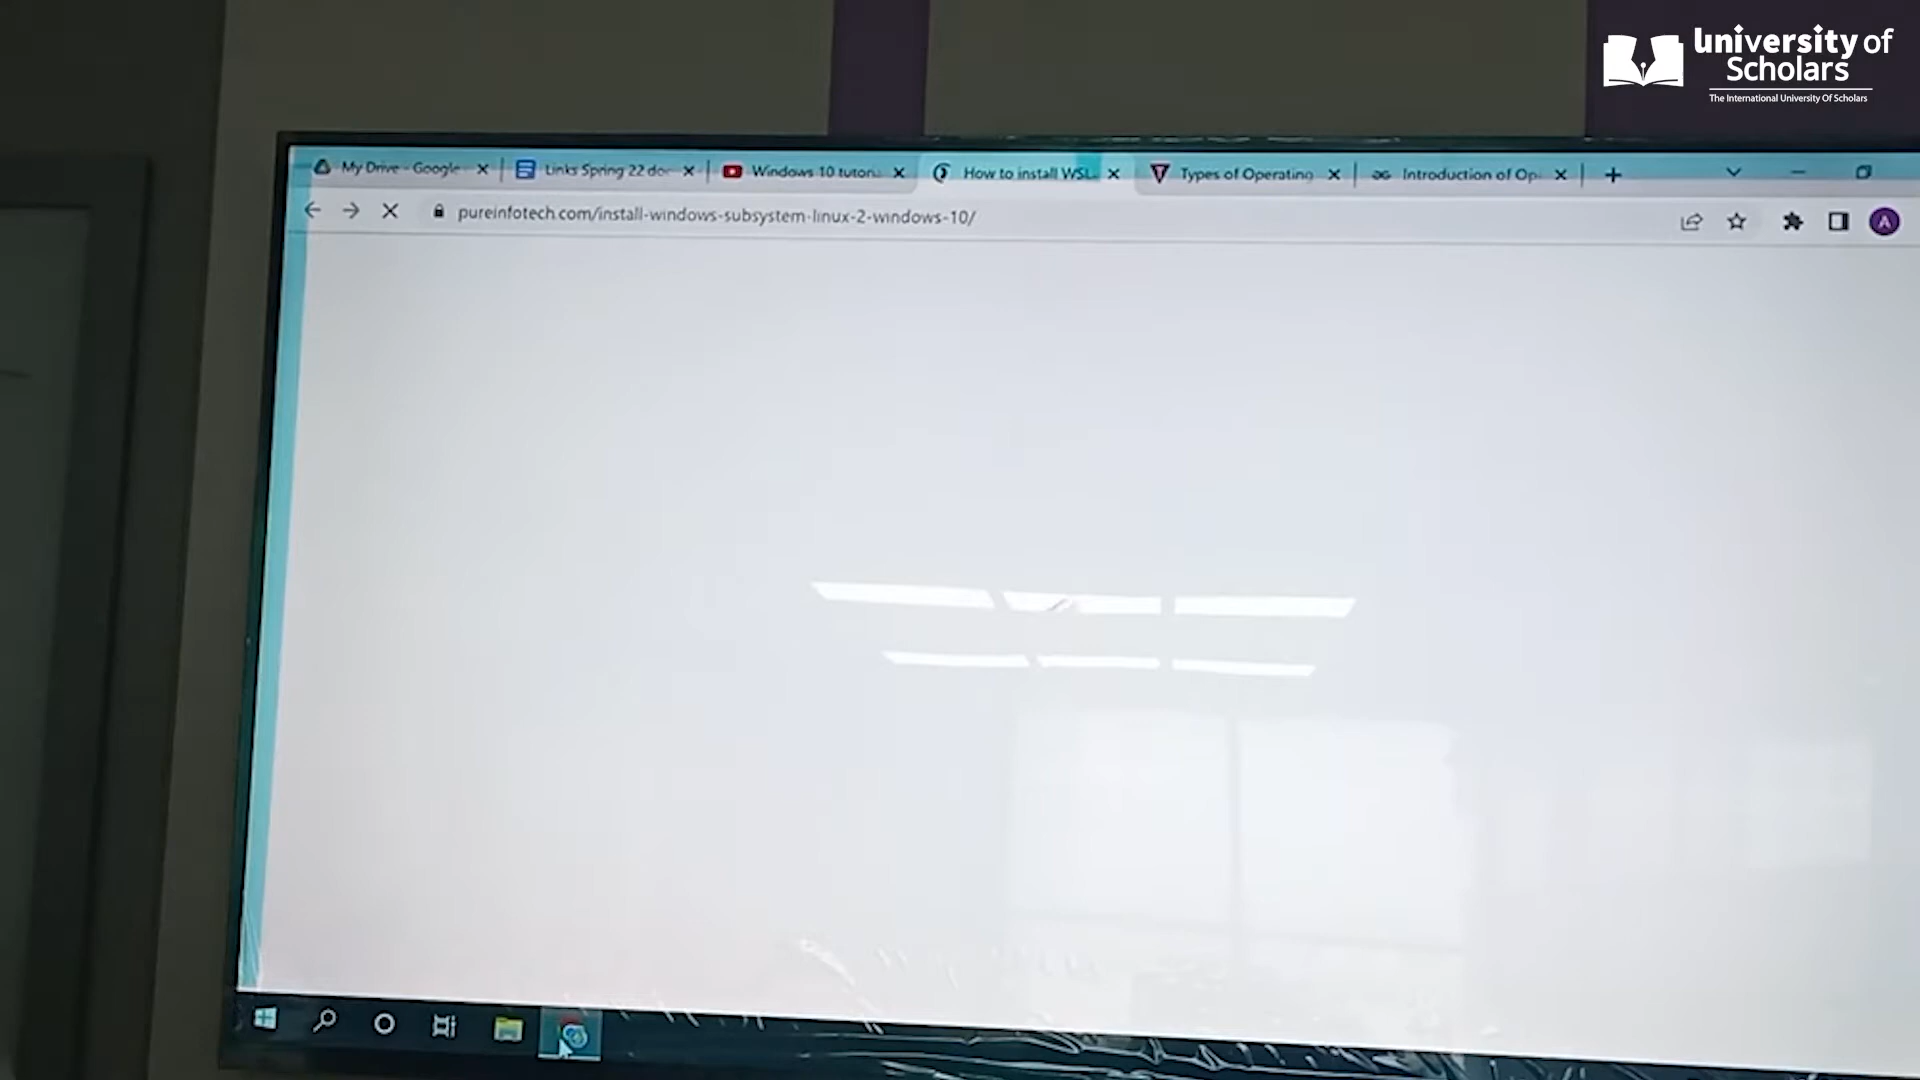 University of
Scholars
The International University Of Scholars
My Drive - Google
Links Spring 22 doc
Windows 10 tutori
How to install WSL
Types of Operating
Introduction of Op
pureinfotech.com/install-windows-subsystem-linux-2-windows-10/
A